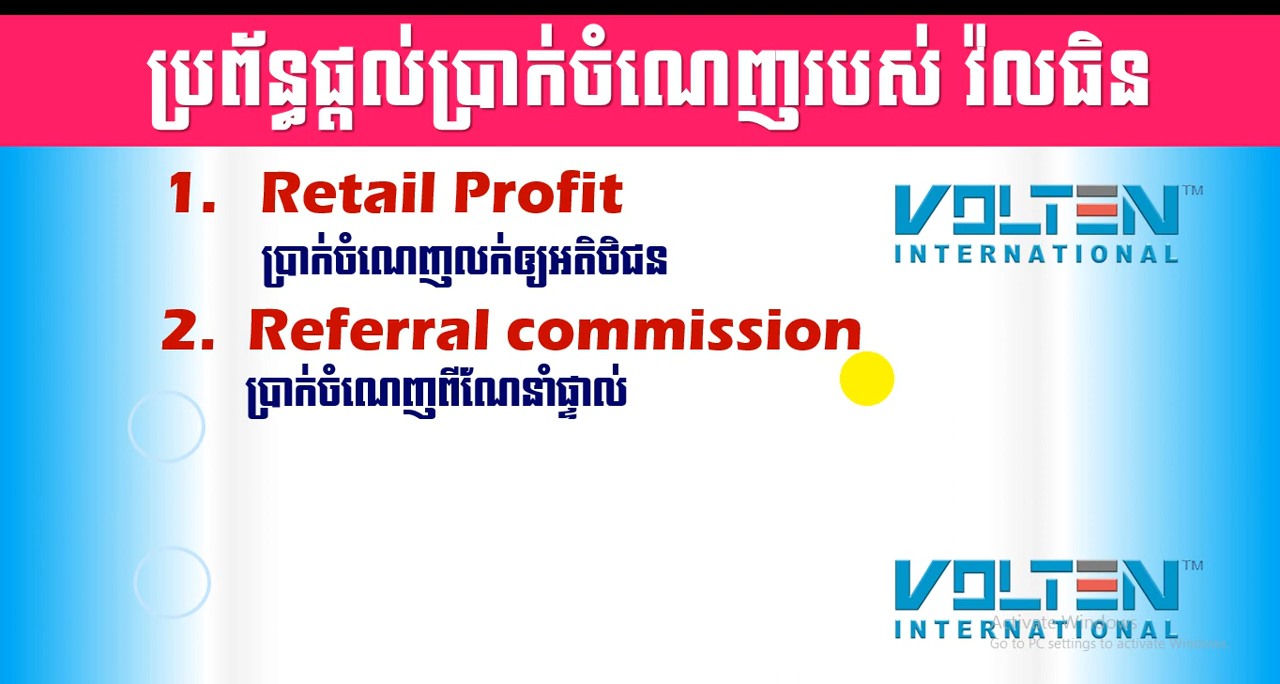 ប្រព័ន្ធផ្តល់ប្រាក់ចំណេញរបស់ វ៉លធិន
1. Retail Profit
ប្រាក់ចំណេញលក់ឲ្យអតិថិជន
VOLTEN™
INTERNATIONAL
2. Referral commission
ប្រាក់ចំណេញពីណែនាំផ្ទាល់
VOLTEN™
INTERNATIONAL
Activate Windows
Go to PC settings to activate Windows.